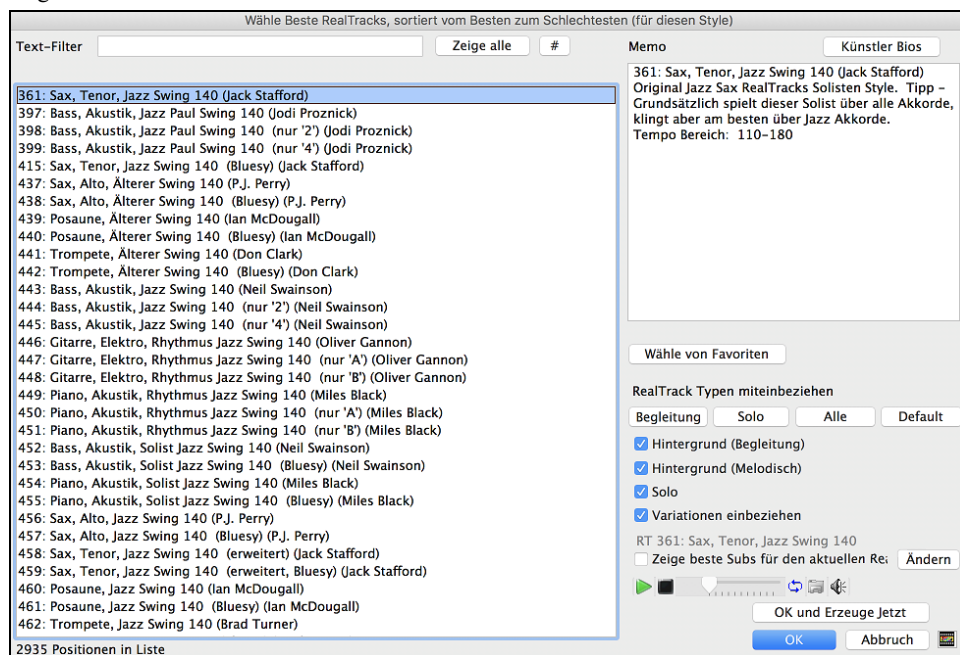 Wähle Beste RealTracks, sortiert vom Besten zum Schlechtesten (für diesen Style)
Text-Filter
Zeige alle
#
361: Sax, Tenor, Jazz Swing 140 (Jack Stafford)
397: Bass, Akustik, Jazz Paul Swing 140 (Jodi Proznick)
398: Bass, Akustik, Jazz Paul Swing 140 (nur '2') (Jodi Proznick)
399: Bass, Akustik, Jazz Paul Swing 140 (nur '4') (Jodi Proznick)
415: Sax, Tenor, Jazz Swing 140 (Bluesy) (Jack Stafford)
437: Sax, Alto, Älterer Swing 140 (P.J. Perry)
438: Sax, Alto, Älterer Swing 140 (Bluesy) (P.J. Perry)
439: Posaune, Älterer Swing 140 (Ian McDougall)
440: Posaune, Älterer Swing 140 (Bluesy) (Ian McDougall)
441: Trompete, Älterer Swing 140 (Don Clark)
442: Trompete, Älterer Swing 140 (Bluesy) (Don Clark)
443: Bass, Akustik, Jazz Swing 140 (Neil Swainson)
444: Bass, Akustik, Jazz Swing 140 (nur '2') (Neil Swainson)
445: Bass, Akustik, Jazz Swing 140 (nur '4') (Neil Swainson)
446: Gitarre, Elektro, Rhythmus Jazz Swing 140 (Oliver Gannon)
447: Gitarre, Elektro, Rhythmus Jazz Swing 140 (nur 'A') (Oliver Gannon)
448: Gitarre, Elektro, Rhythmus Jazz Swing 140 (nur 'B') (Oliver Gannon)
449: Piano, Akustik, Rhythmus Jazz Swing 140 (Miles Black)
450: Piano, Akustik, Rhythmus Jazz Swing 140 (nur 'A') (Miles Black)
451: Piano, Akustik, Rhythmus Jazz Swing 140 (nur 'B') (Miles Black)
452: Bass, Akustik, Solist Jazz Swing 140 (Neil Swainson)
453: Bass, Akustik, Solist Jazz Swing 140 (Bluesy) (Neil Swainson)
454: Piano, Akustik, Solist Jazz Swing 140 (Miles Black)
455: Piano, Akustik, Solist Jazz Swing 140 (Bluesy) (Miles Black)
456: Sax, Alto, Jazz Swing 140 (P.J. Perry)
457: Sax, Alto, Jazz Swing 140 (Bluesy) (P.J. Perry)
458: Sax, Tenor, Jazz Swing 140 (erweitert) (Jack Stafford)
459: Sax, Tenor, Jazz Swing 140 (erweitert, Bluesy) (Jack Stafford)
460: Posaune, Jazz Swing 140 (Ian McDougall)
461: Posaune, Jazz Swing 140 (Bluesy) (Ian McDougall)
462: Trompete, Jazz Swing 140 (Brad Turner)
2935 Positionen in Liste
Memo
Künstler Bios
361: Sax, Tenor, Jazz Swing 140 (Jack Stafford)
Original Jazz Sax RealTracks Solisten Style. Tipp -
Grundsätzlich spielt dieser Solist über alle Akkorde,
klingt aber am besten über Jazz Akkorde.
Tempo Bereich: 110-180
Wähle von Favoriten
RealTrack Typen miteinbeziehen
Begleitung
Solo
Alle
Default
Hintergrund (Begleitung)
Hintergrund (Melodisch)
Solo
Variationen einbeziehen
RT 361: Sax, Tenor, Jazz Swing 140
Zeige beste Subs für den aktuellen
Ändern
OK und Erzeuge Jetzt
OK
Abbruch